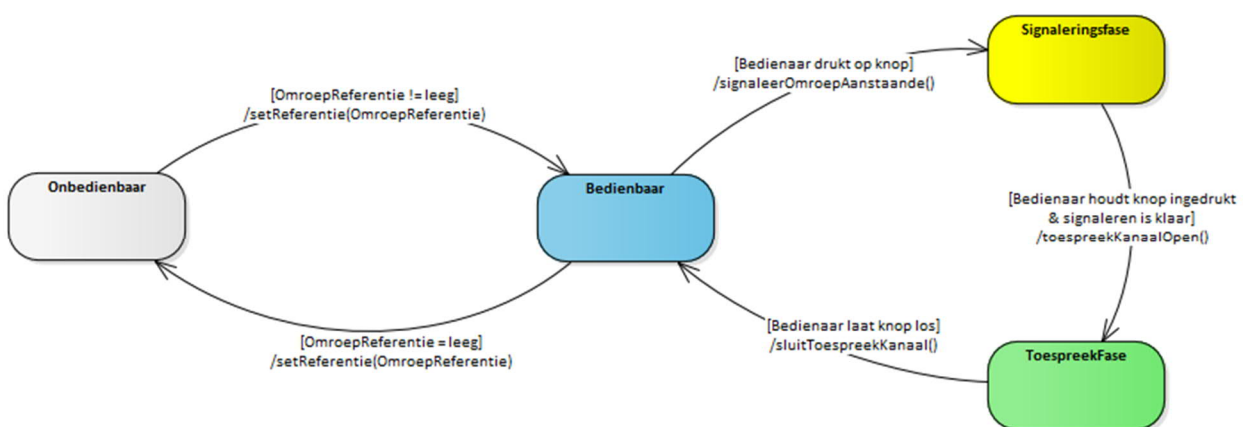 Signaleringsfase
[Bedienaar drukt op knop]
/signaleerOmroepAanstaande()
[OmroepReferentie != leeg]
/setReferentie(OmroepReferentie)
Onbedienbaar
Bedienbaar
[Bedienaar houdt knop ingedrukt
& signaleren is klaar]
/toespreekKanaalOpen()
[Bedienaar laat knop los]
/sluitToespreekKanaal()
[OmroepReferentie = leeg]
/setReferentie(OmroepReferentie)
ToespreekFase